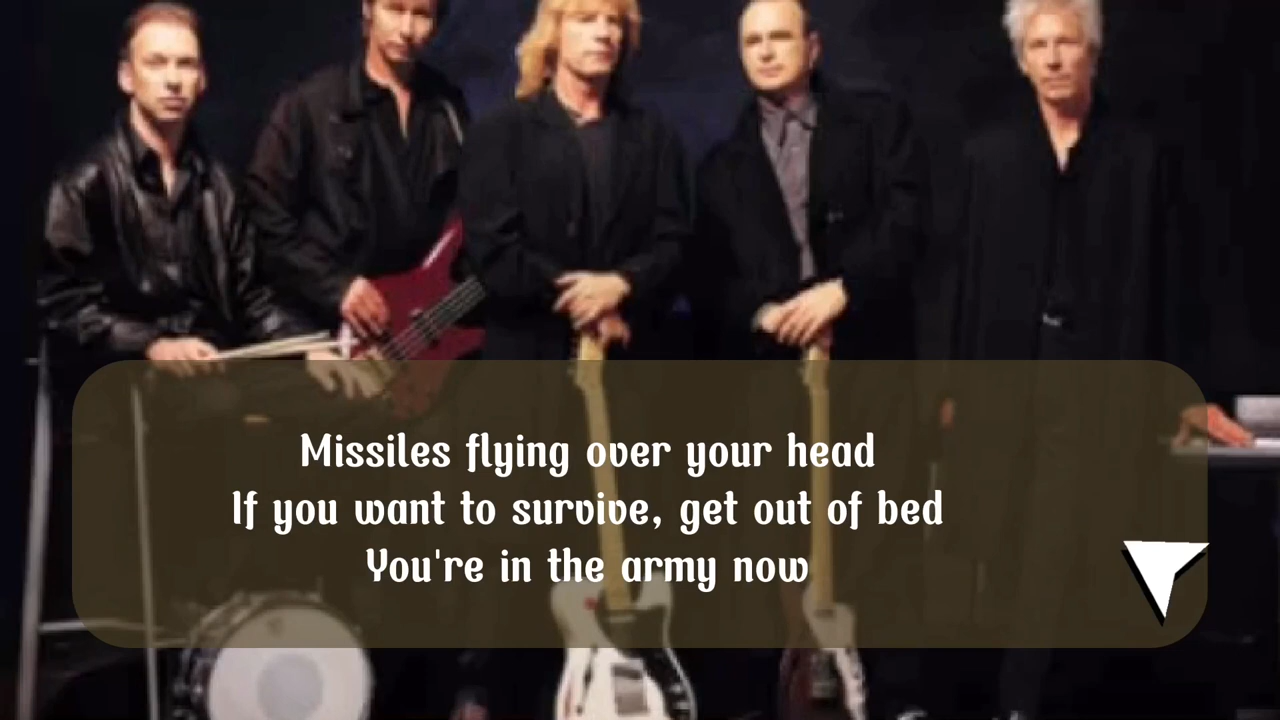 Missiles flying over your head
If you want to survive, get out of bed
You're in the army now